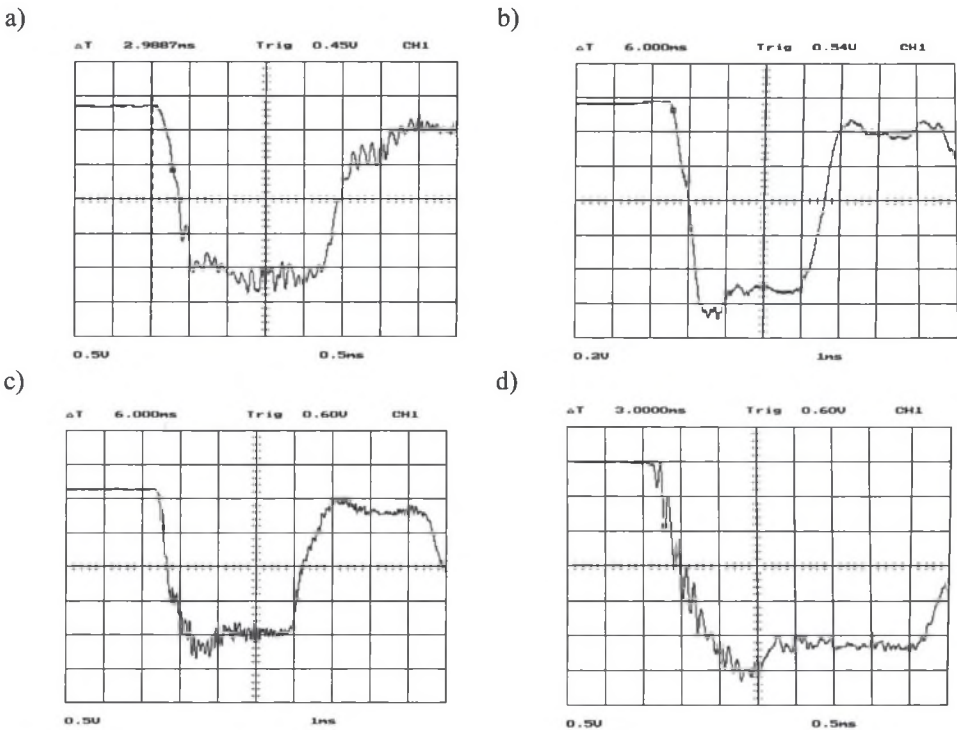 a)
ΔT 2.9887ms Trig 0.45V CH1
0.5V 0.5ms
b)
ΔT 6.000ms Trig 0.54V CH1
0.2V 1ms
c)
ΔT 6.000ms Trig 0.60V CH1
0.5V 1ms
d)
ΔT 3.0000ms Trig 0.60V CH1
0.5V 0.5ms